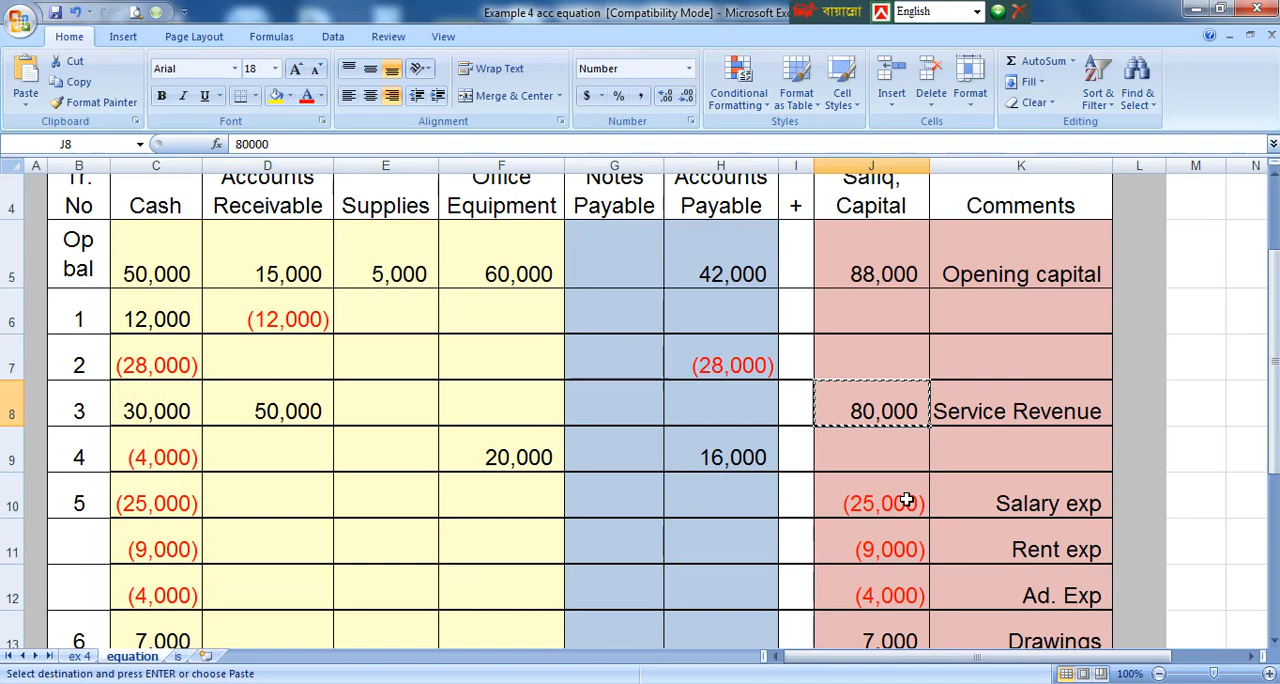 Example 4 acc equation [Compatibility Mode] - Microsoft Exc
বায়ান্নো
English
Home Insert Page Layout Formulas Data Review View
Paste
Cut
Copy
Format Painter
Clipboard
Arial 18
B I U
Font
Wrap Text
Merge & Center
Alignment
Number
$ % ,
Number
Conditional Formatting
Format as Table
Cell Styles
Styles
Insert Delete Format
Cells
AutoSum
Fill
Clear
Sort & Filter
Find & Select
Editing
J8 fx 80000
A B C D E F G H I J K L M N
Tr. Accounts Office Notes Accounts Safiq,
4 No Cash Receivable Supplies Equipment Payable Payable + Capital Comments
Op
5 bal 50,000 15,000 5,000 60,000 42,000 88,000 Opening capital
6 1 12,000 (12,000)
7 2 (28,000) (28,000)
8 3 30,000 50,000 80,000 Service Revenue
9 4 (4,000) 20,000 16,000
10 5 (25,000) (25,000) Salary exp
11 (9,000) (9,000) Rent exp
12 (4,000) (4,000) Ad. Exp
13 6 7,000 7,000 Drawings
ex 4 equation is
Select destination and press ENTER or choose Paste 100%